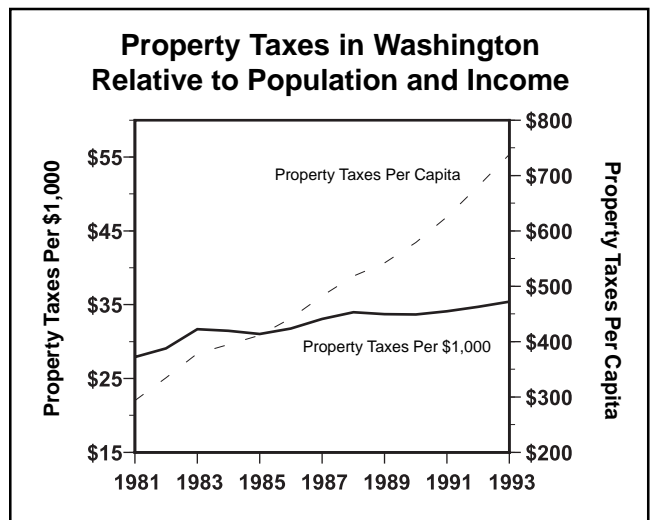 Property Taxes in Washington
Relative to Population and Income
Property Taxes Per $1,000
$55
$45
$35
$25
$15
Property Taxes Per Capita
Property Taxes Per $1,000
$800
$700
$600
$500
$400
$300
$200
Property Taxes Per Capita
1981 1983 1985 1987 1989 1991 1993